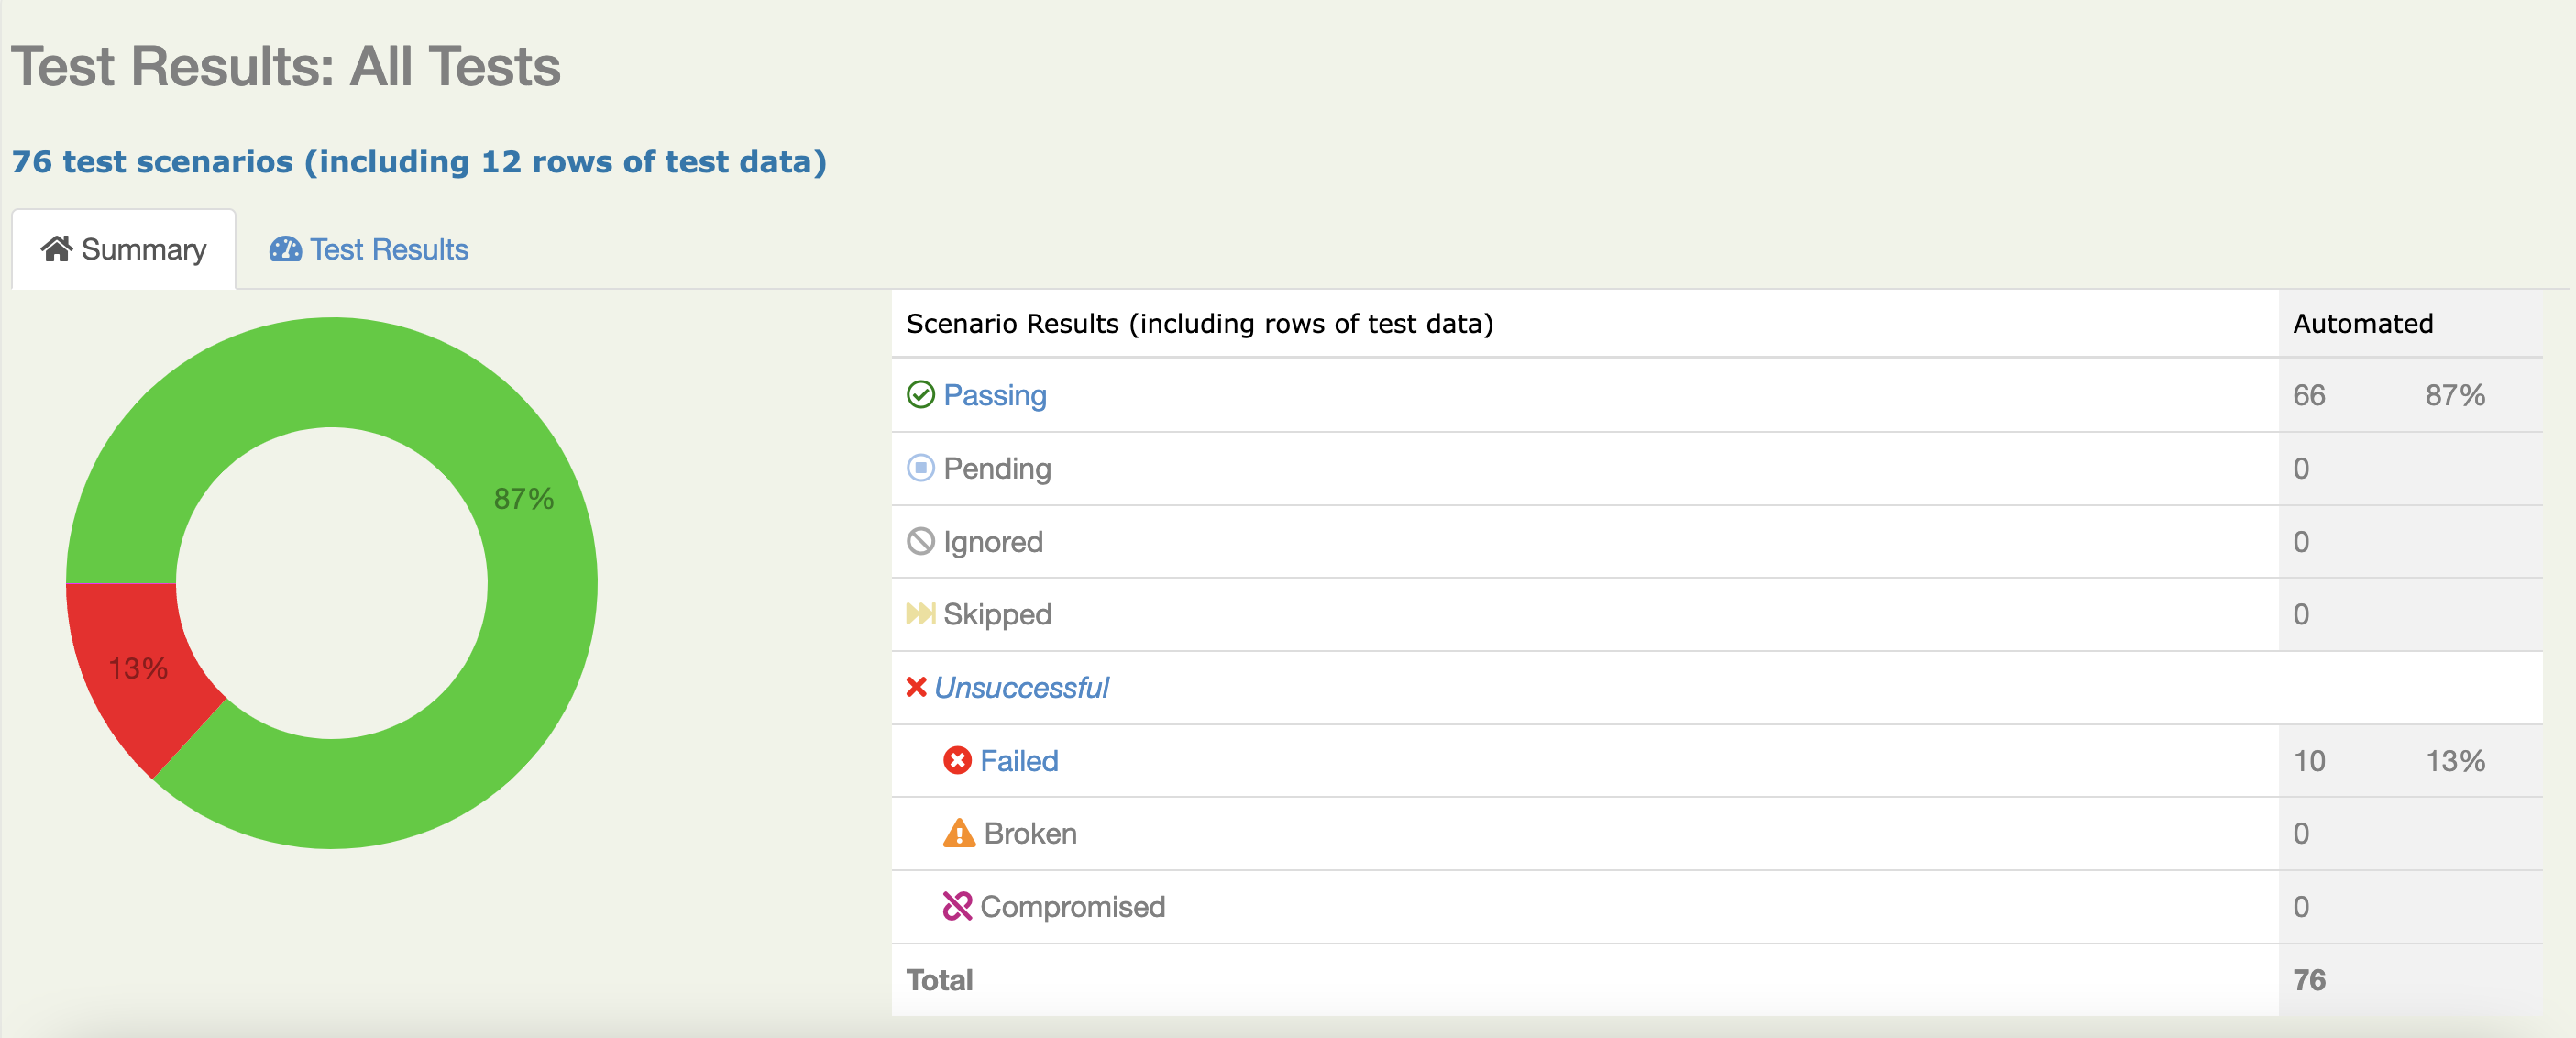 Test Results: All Tests
76 test scenarios (including 12 rows of test data)
Summary Test Results
87%
13%
Scenario Results (including rows of test data) Automated
Passing 66 87%
Pending 0
Ignored 0
Skipped 0
Unsuccessful
Failed 10 13%
Broken 0
Compromised 0
Total 76